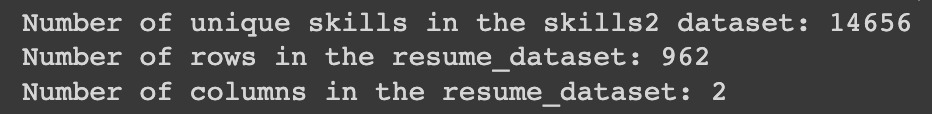 Number of unique skills in the skills2 dataset: 14656
Number of rows in the resume_dataset: 962
Number of columns in the resume_dataset: 2